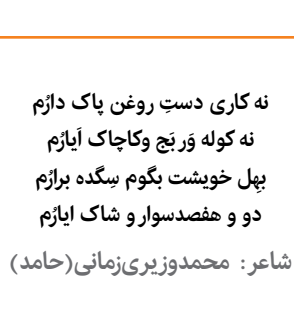 نه کاری دستِ روغن پاک دارُم
نه کوله وَر بَج وکاچاک اَیارُم
بِهِل خویشت بگوم سِگده برارُم
دو و هفصدسوار و شاک ایارُم
شاعر: محمدوزیری‌زمانی(حامد)